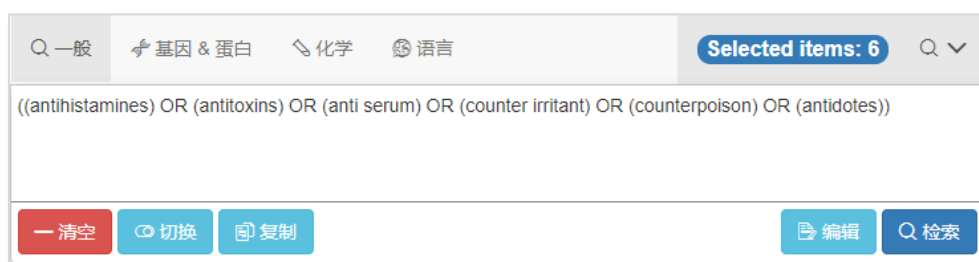 一般 基因 & 蛋白 化学 语言 Selected items: 6
((antihistamines) OR (antitoxins) OR (anti serum) OR (counter irritant) OR (counterpoison) OR (antidotes))
清空 切换 复制 编辑 检索